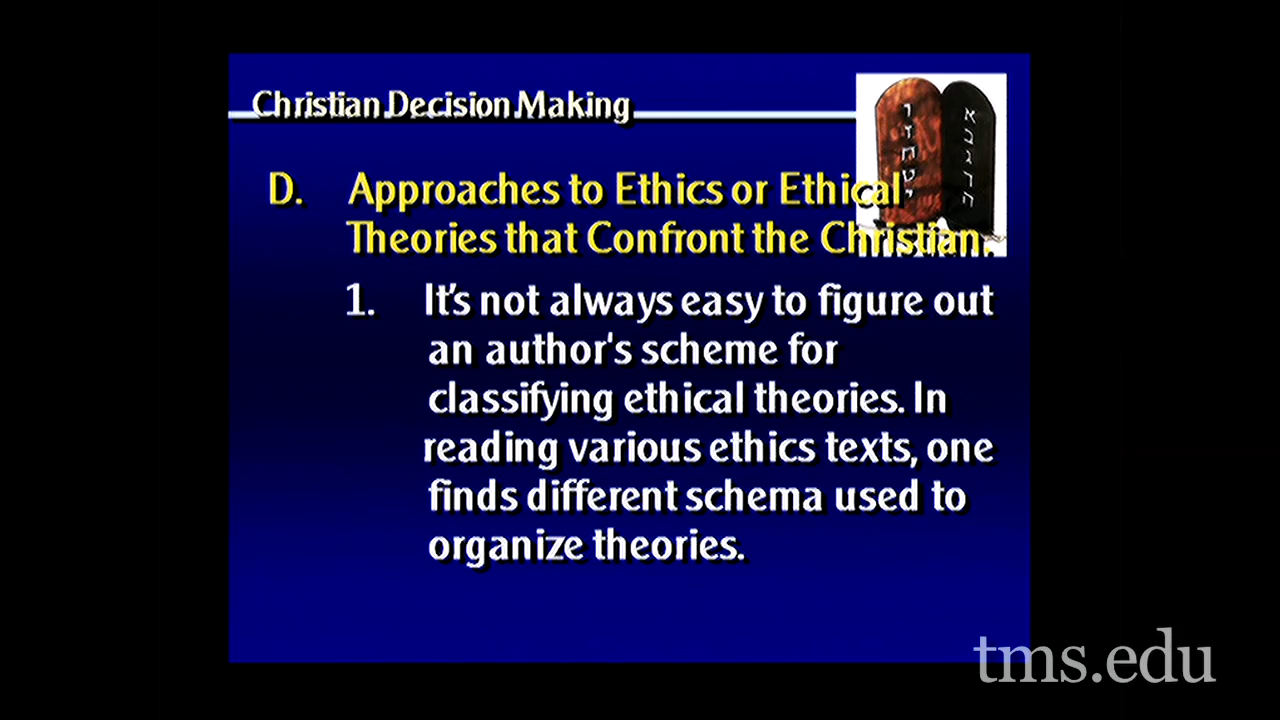 Christian Decision Making
D. Approaches to Ethics or Ethical
Theories that Confront the Christian.
1. It's not always easy to figure out
an author's scheme for
classifying ethical theories. In
reading various ethics texts, one
finds different schema used to
organize theories.
tms.edu